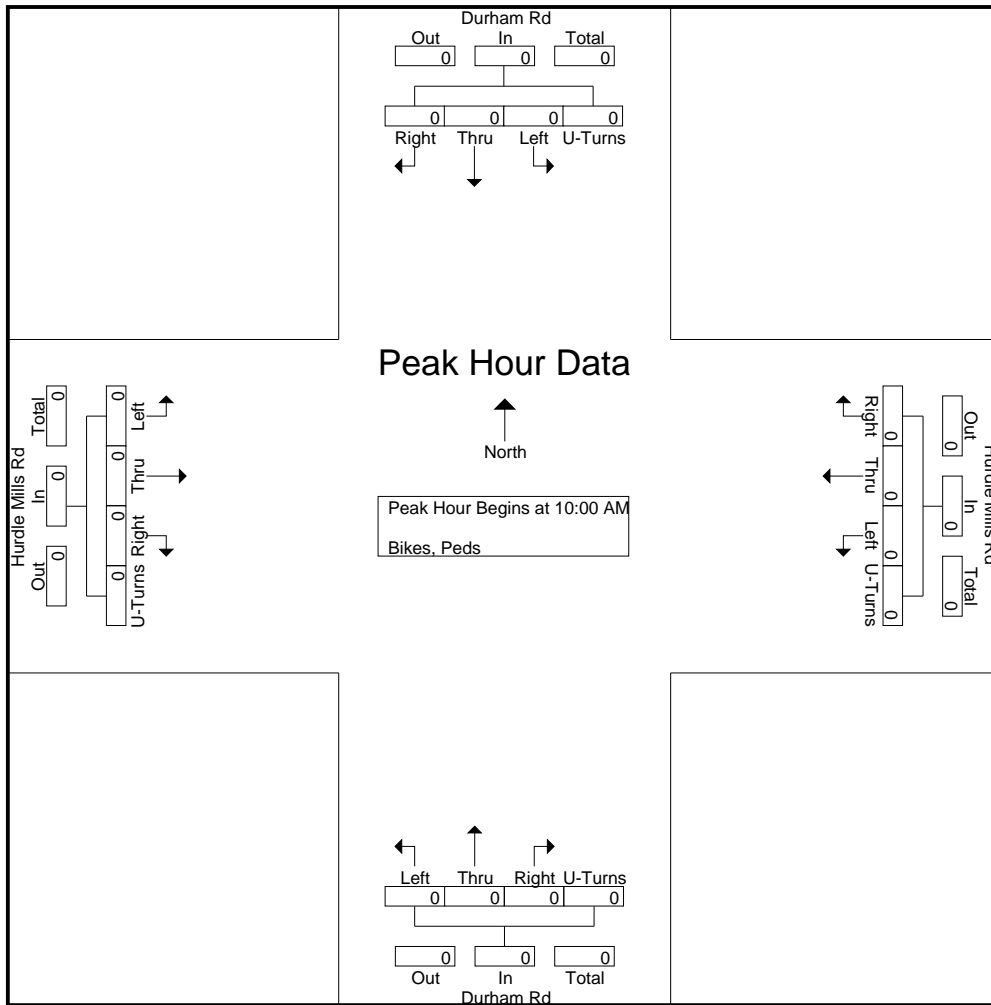 Durham Rd
Out In Total
0 0 0
0 0 0 0
Right Thru Left U-Turns
Peak Hour Data
North
Peak Hour Begins at 10:00 AM
Bikes, Peds
Hurdle Mills Rd
Total In Out
0 0 0
0 0 0 0
Left Thru Right U-Turns
Right Thru Left U-Turns
0 0 0 0
0 0 0
Out In Total
Hurdle Mills Rd
Left Thru Right U-Turns
0 0 0 0
0 0 0
Out In Total
Durham Rd